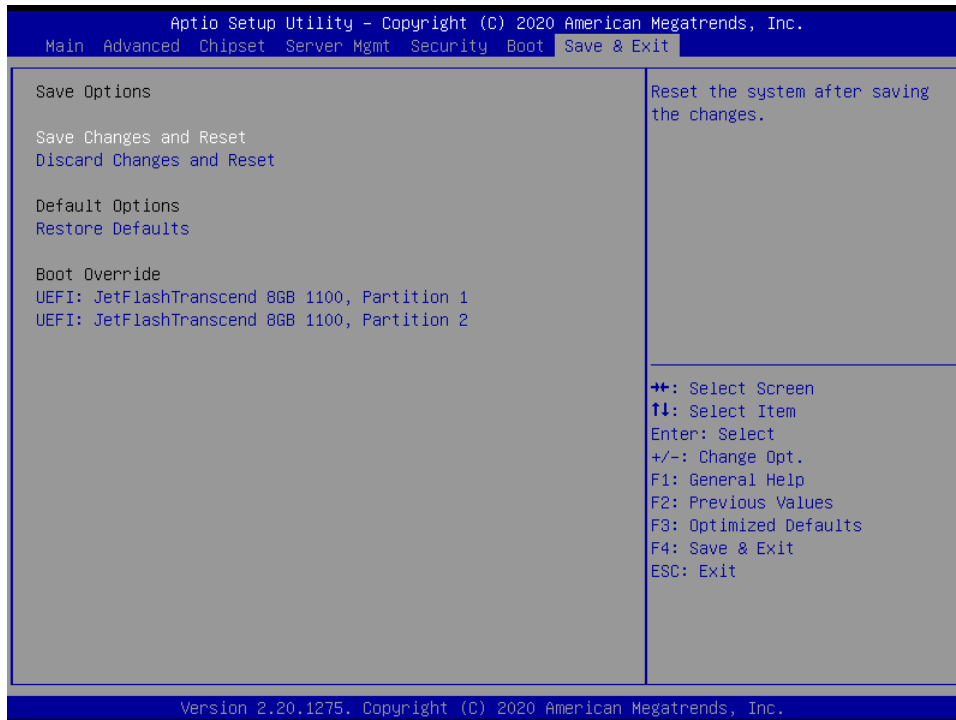 Aptio Setup Utility – Copyright (C) 2020 American Megatrends, Inc.
Main Advanced Chipset Server Mgmt Security Boot Save & Exit
Save Options
Save Changes and Reset
Discard Changes and Reset
Default Options
Restore Defaults
Boot Override
UEFI: JetFlashTranscend 8GB 1100, Partition 1
UEFI: JetFlashTranscend 8GB 1100, Partition 2
Reset the system after saving
the changes.
→←: Select Screen
↑↓: Select Item
Enter: Select
+/-: Change Opt.
F1: General Help
F2: Previous Values
F3: Optimized Defaults
F4: Save & Exit
ESC: Exit
Version 2.20.1275. Copyright (C) 2020 American Megatrends, Inc.